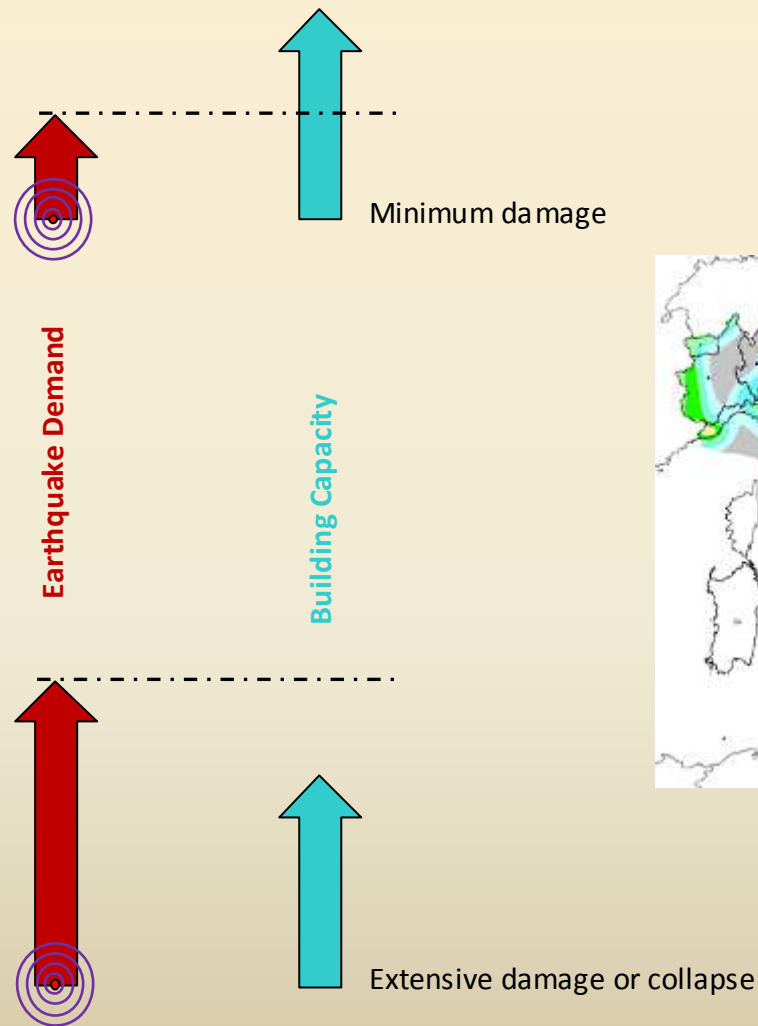 Minimum damage
Earthquake Demand
Building Capacity
Extensive damage or collapse